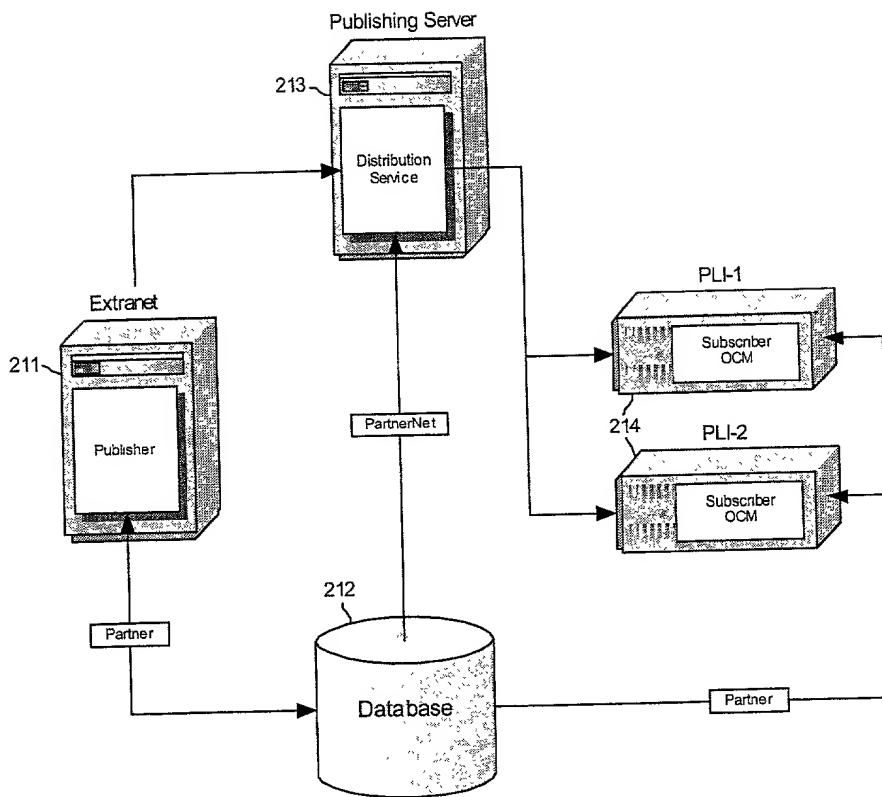 Publishing Server
213
Distribution
Service
Extranet
211
Publisher
PLI-1
Subscriber
OCM
214
PLI-2
Subscriber
OCM
PartnerNet
212
Partner
Database
Partner